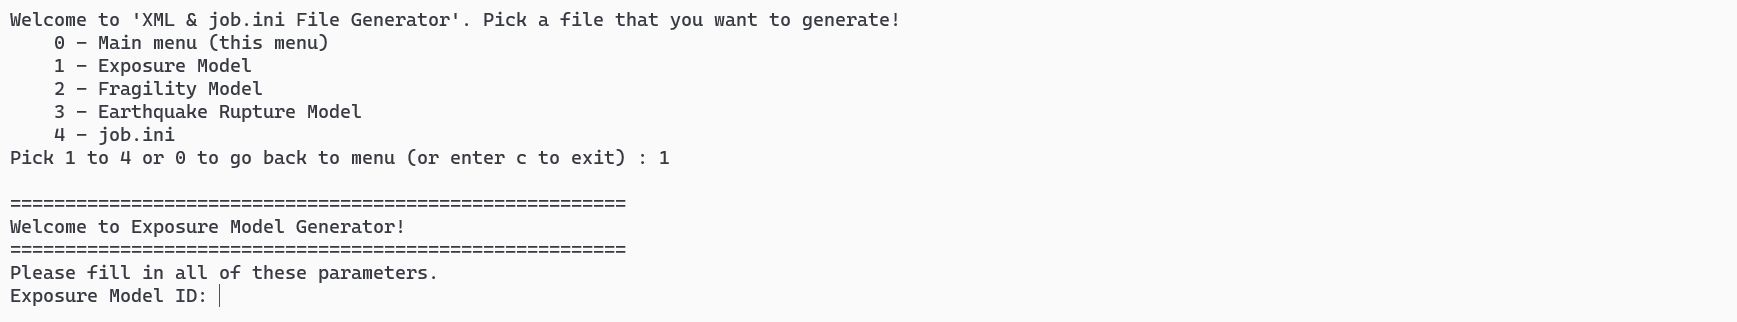 Welcome to 'XML & job.ini File Generator'. Pick a file that you want to generate!
    0 – Main menu (this menu)
    1 – Exposure Model
    2 – Fragility Model
    3 – Earthquake Rupture Model
    4 – job.ini
Pick 1 to 4 or 0 to go back to menu (or enter c to exit) : 1

========================================================
Welcome to Exposure Model Generator!
========================================================
Please fill in all of these parameters.
Exposure Model ID: